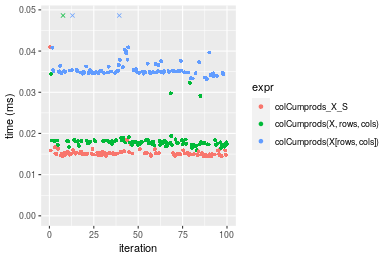 0.05
0.04
0.03
0.02
0.01
0.00
time (ms)
0
25
50
75
100
iteration
expr
colCumprods_X_S
colCumprods(X, rows, cols)
colCumprods(X[rows, cols])